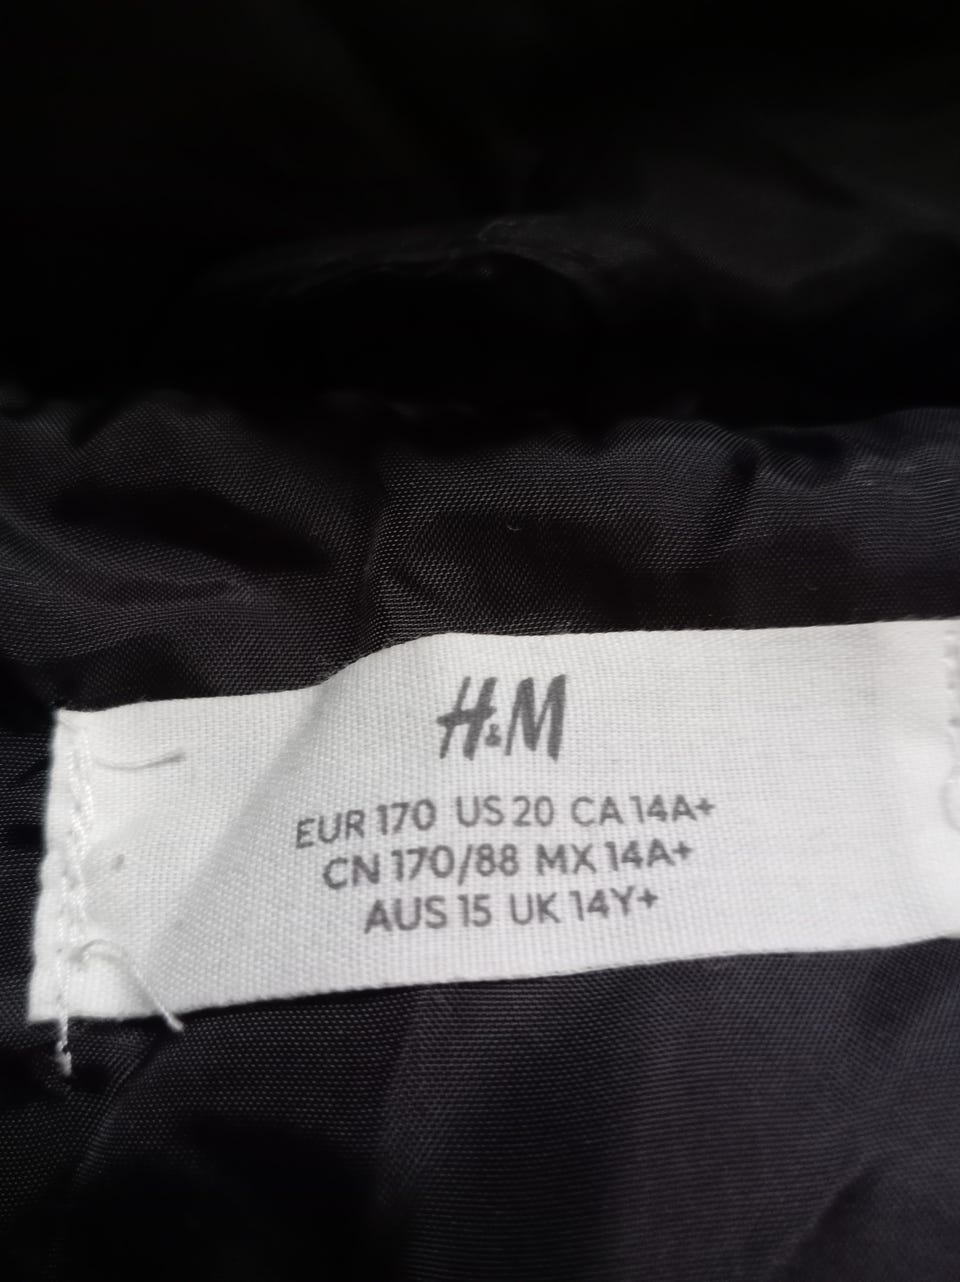 H&M
EUR 170 US 20 CA 14A+
CN 170/88 MX 14A+
AUS 15 UK 14Y+